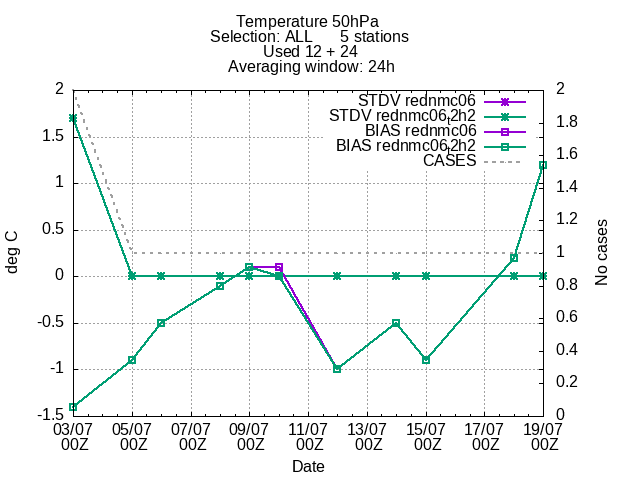 Temperature 50hPa
Selection: ALL 5 stations
Used 12 + 24
Averaging window: 24h
STDV rednmc06
STDV rednmc06,2h2
BIAS rednmc06
BIAS rednmc06,2h2
CASES
2
1.5
1
0.5
0
-0.5
-1
-1.5
deg C
2
1.8
1.6
1.4
1.2
1
0.8
0.6
0.4
0.2
0
No cases
03/07 05/07 07/07 09/07 11/07 13/07 15/07 17/07 19/07
00Z 00Z 00Z 00Z 00Z 00Z 00Z 00Z 00Z
Date